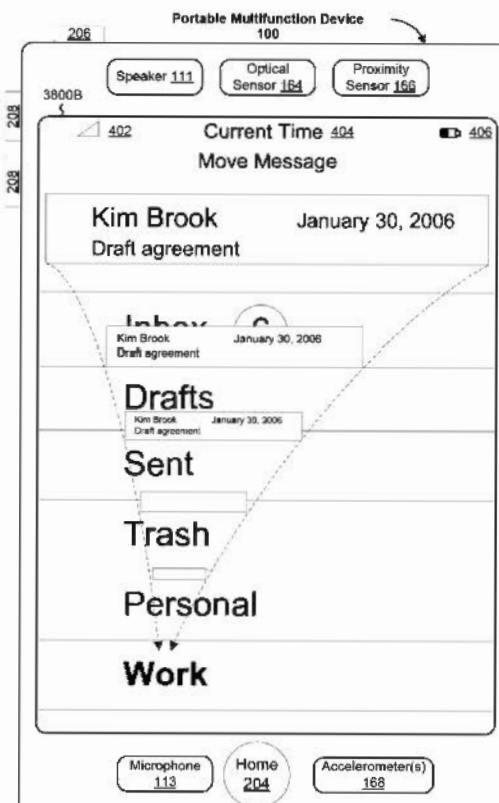 Portable Multifunction Device
100
206
Speaker 111
Optical
Sensor 164
Proximity
Sensor 166
3800B
208
208
402
Current Time 404
406
Move Message
Kim Brook
January 30, 2006
Draft agreement
Inbox
Kim Brook
January 30, 2006
Draft agreement
Drafts
Kim Brook
January 30, 2006
Draft agreement
Sent
Trash
Personal
Work
Microphone
113
Home
204
Accelerometer(s)
168